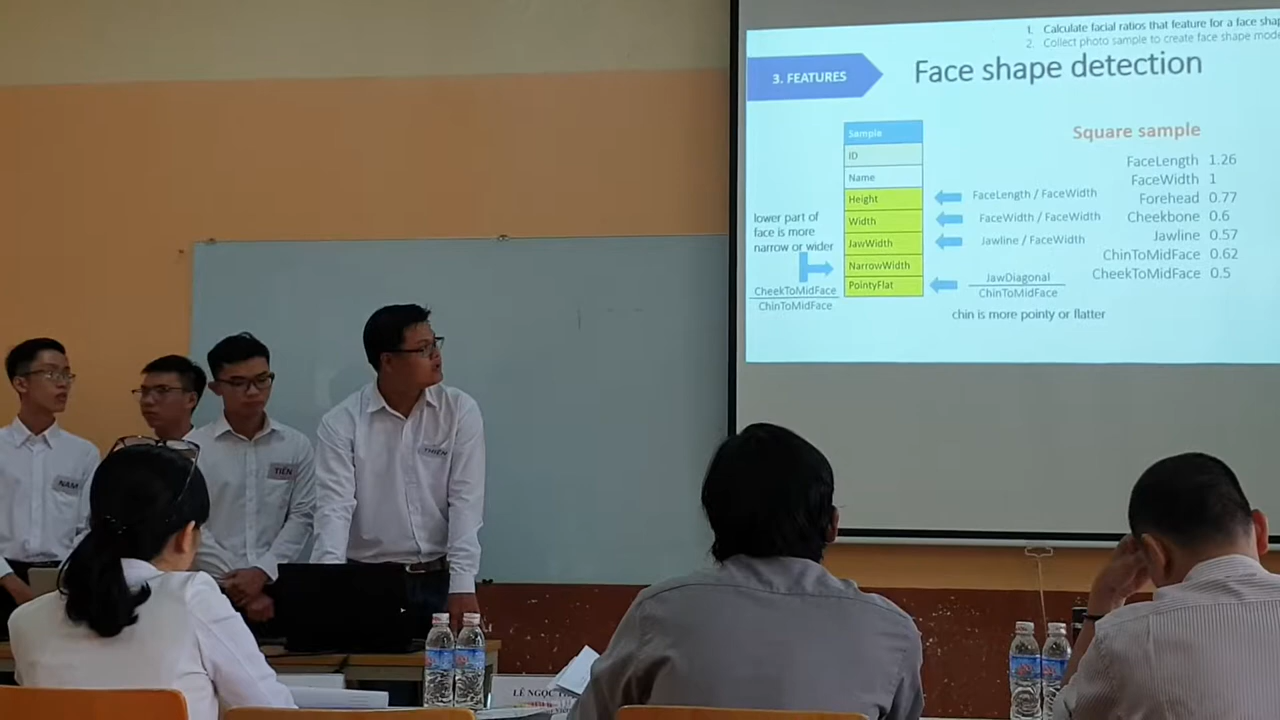 1. Calculate facial ratios that feature for a face
2. Collect photo sample to create face shape
3. FEATURES
Face shape detection
Sample
ID
Name
Height
Width
JawWidth
NarrowWidth
PointyFlat
lower part of
face is more
narrow or wider
CheekToMidFace
ChinToMidFace
FaceLength / FaceWidth
FaceWidth / FaceWidth
Jawline / FaceWidth
JawDiagonal
ChinToMidFace
chin is more pointy or flatter
Square sample
FaceLength 1.26
FaceWidth 1
Forehead 0.77
Cheekbone 0.6
Jawline 0.57
ChinToMidFace 0.62
CheekToMidFace 0.5
NAM
TIẾN
THIỆN
LÊ NGỌC